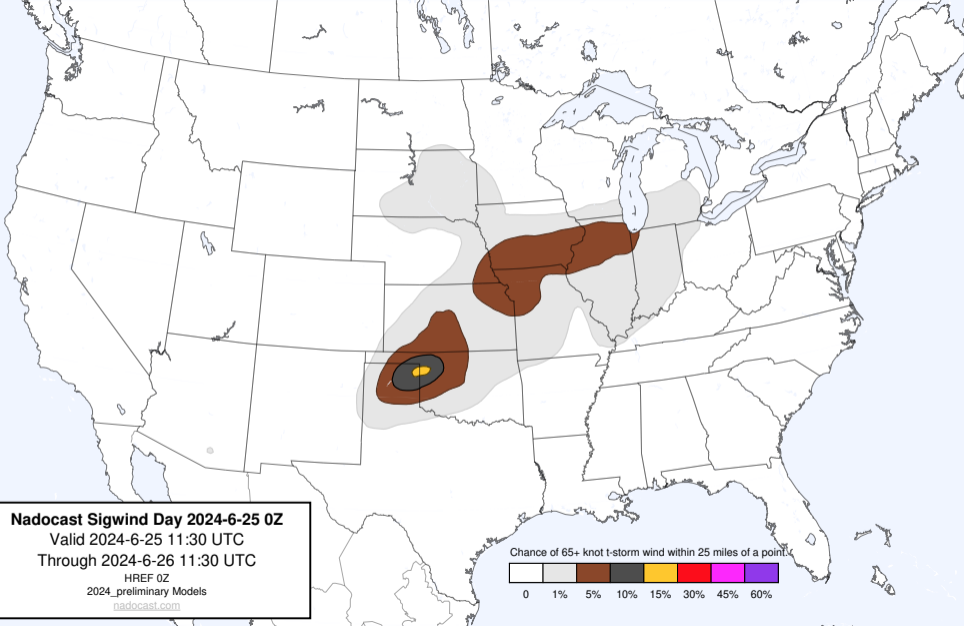 Nadocast Sigwind Day 2024-6-25 0Z
Valid 2024-6-25 11:30 UTC
Through 2024-6-26 11:30 UTC
HREF 0Z
2024_preliminary Models
nadocast.com
Chance of 65+ knot t-storm wind within 25 miles of a point.
0 1% 5% 10% 15% 30% 45% 60%